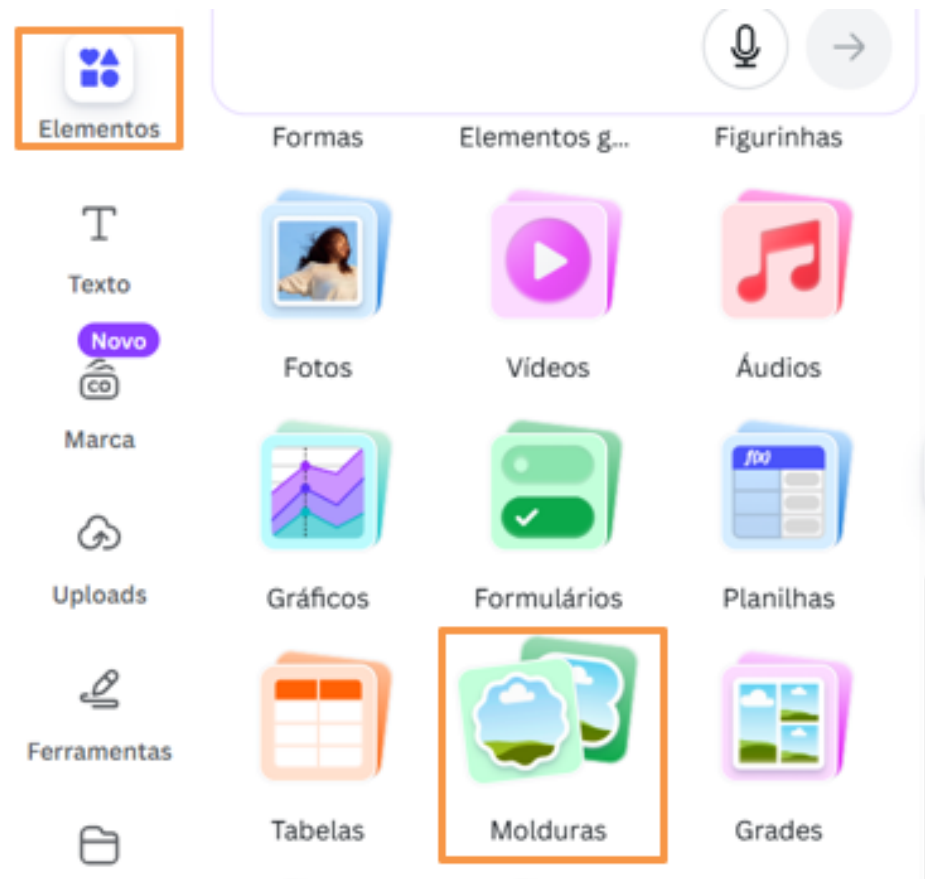 Elementos
Texto
Novo
CO
Marca
Uploads
Ferramentas
Formas
Elementos g...
Figurinhas
Fotos
Vídeos
Áudios
Gráficos
Formulários
f(x)
Planilhas
Tabelas
Molduras
Grades